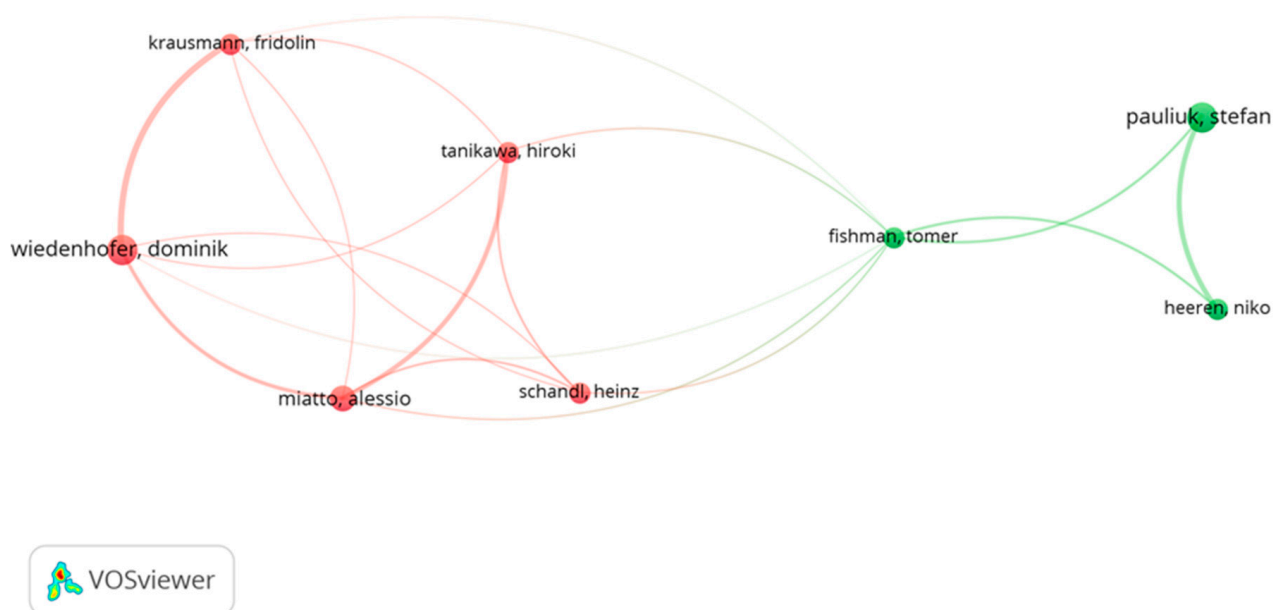 krausmann, fridolin
pauliuk, stefan
tanikawa, hiroki
fishman, tomer
wiedenhofer, dominik
heeren, niko
schandl, heinz
miatto, alessio
VOSviewer